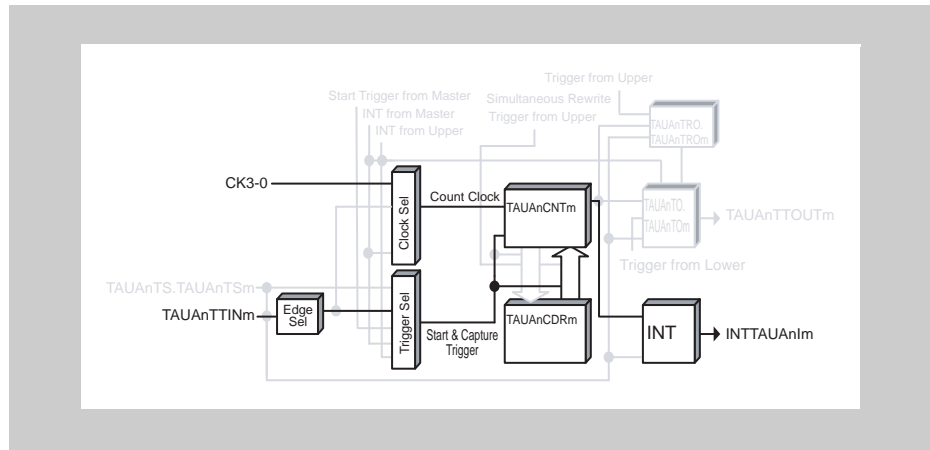 Trigger from Upper
Start Trigger from Master
Simultaneous Rewrite
INT from Master
Trigger from Upper
INT from Upper
TAUAnTRO.
TAUAnTROm
CK3-0
Clock Sel
Count Clock
TAUAnCNTm
TAUAnTO.
TAUAnTOm
TAUAnTTOUTm
Trigger from Lower
TAUAnTS.TAUAnTSm
TAUAnTTINm
Edge
Sel
Trigger Sel
Start & Capture
Trigger
TAUAnCDRm
INT
INTTAUAnIm